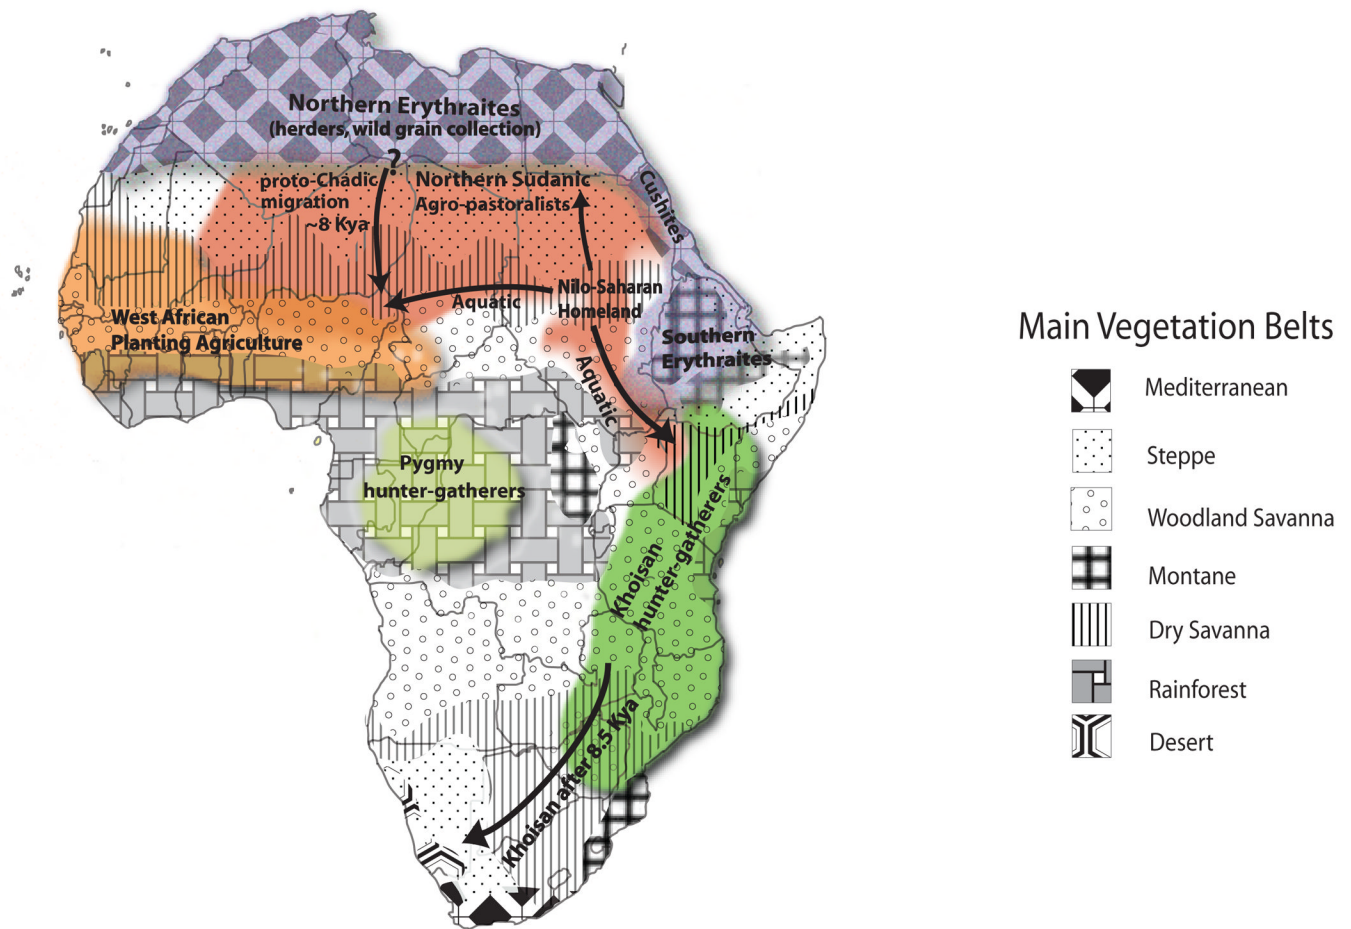 Northern Erythraites
(herders, wild grain collection)
?
proto-Chadic
migration
~8 Kya
Northern Sudanic
Agro-pastoralists
Cushites
Nilo-Saharan
Homeland
Aquatic
West African
Planting Agriculture
Southern
Erythraites
Aquatic
Pygmy
hunter-gatherers
Khoisan
hunter-gatherers
Khoisan after 8.5 Kya
Main Vegetation Belts
Mediterranean
Steppe
Woodland Savanna
Montane
Dry Savanna
Rainforest
Desert